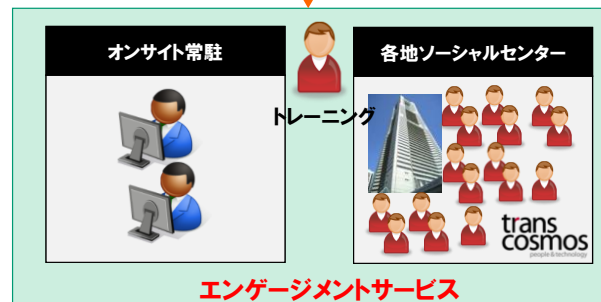 オンサイト常駐
トレーニング
各地ソーシャルセンター
trans
cosmos
people & technology
エンゲージメントサービス